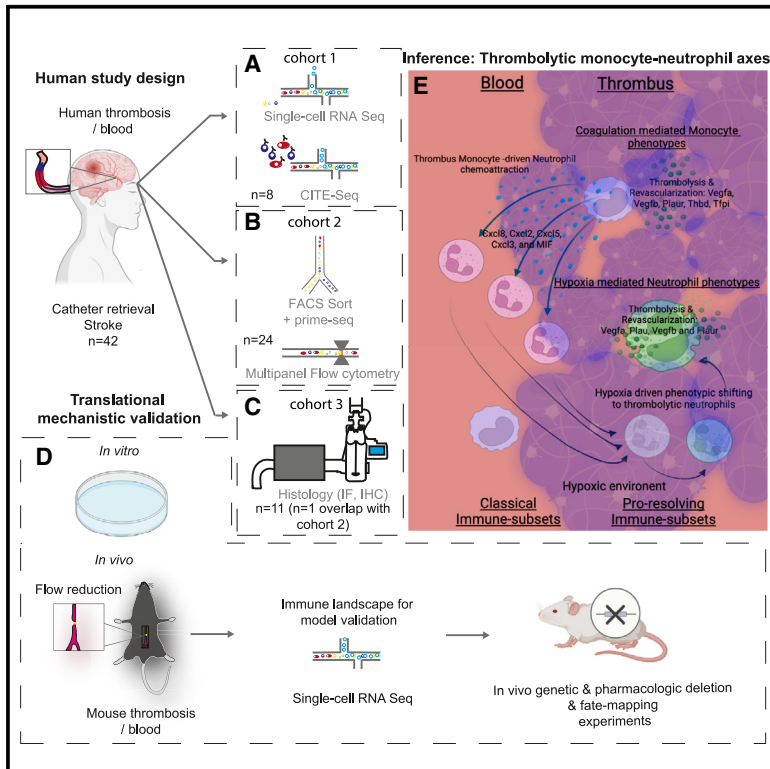 Human study design
Human thrombosis
/ blood
Catheter retrieval
Stroke
n=42
Translational
mechanistic validation
A
cohort 1
Single-cell RNA Seq
n=8
CITE-Seq
B
cohort 2
FACS Sort
+ prime-seq
n=24
Multipanel Flow cytometry
C
cohort 3
Histology (IF, IHC)
n=11 (n=1 overlap with
cohort 2)
Inference: Thrombolytic monocyte-neutrophil axes
E
Blood
Thrombus
Coagulation mediated Monocyte
phenotypes
Thrombus Monocyte -driven Neutrophil
chemoattraction
Thrombolysis &
Revascularization: Vegfa,
Vegfb, Plaur, Thbd, Tfpi
Cxcl8, Cxcl2, Cxcl5,
Cxcl3, and MIF
Hypoxia mediated Neutrophil phenotypes
Thrombolysis &
Revascularization:
Vegfa, Plau, Vegfb and
Plaur
Hypoxia driven phenotypic shifting
to thrombolytic neutrophils
Hypoxic environent
Classical
Immune-subsets
Pro-resolving
Immune-subsets
D
In vitro
In vivo
Flow reduction
Mouse thrombosis
/ blood
Immune landscape for
model validation
Single-cell RNA Seq
In vivo genetic & pharmacologic deletion
& fate-mapping
experiments